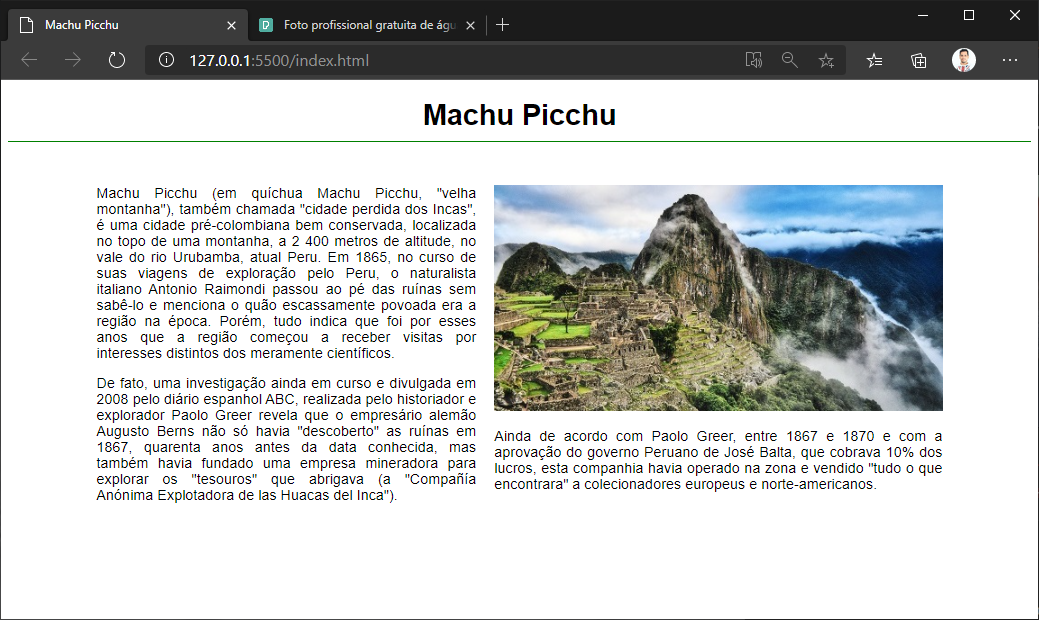 Machu Picchu
Foto profissional gratuita de águ
127.0.0.1:5500/index.html
Machu Picchu
Machu Picchu (em quíchua Machu Picchu, "velha
montanha"), também chamada "cidade perdida dos Incas",
é uma cidade pré-colombiana bem conservada, localizada
no topo de uma montanha, a 2 400 metros de altitude, no
vale do rio Urubamba, atual Peru. Em 1865, no curso de
suas viagens de exploração pelo Peru, o naturalista
italiano Antonio Raimondi passou ao pé das ruínas sem
sabê-lo e menciona o quão escassamente povoada era a
região na época. Porém, tudo indica que foi por esses
anos que a região começou a receber visitas por
interesses distintos dos meramente científicos.
De fato, uma investigação ainda em curso e divulgada em
2008 pelo diário espanhol ABC, realizada pelo historiador e
explorador Paolo Greer revela que o empresário alemão
Augusto Berns não só havia "descoberto" as ruínas em
1867, quarenta anos antes da data conhecida, mas
também havia fundado uma empresa mineradora para
explorar os "tesouros" que abrigava (a "Compañía
Anónima Explotadora de las Huacas del Inca").
Ainda de acordo com Paolo Greer, entre 1867 e 1870 e com a
aprovação do governo Peruano de José Balta, que cobrava 10% dos
lucros, esta companhia havia operado na zona e vendido "tudo o que
encontrara" a colecionadores europeus e norte-americanos.